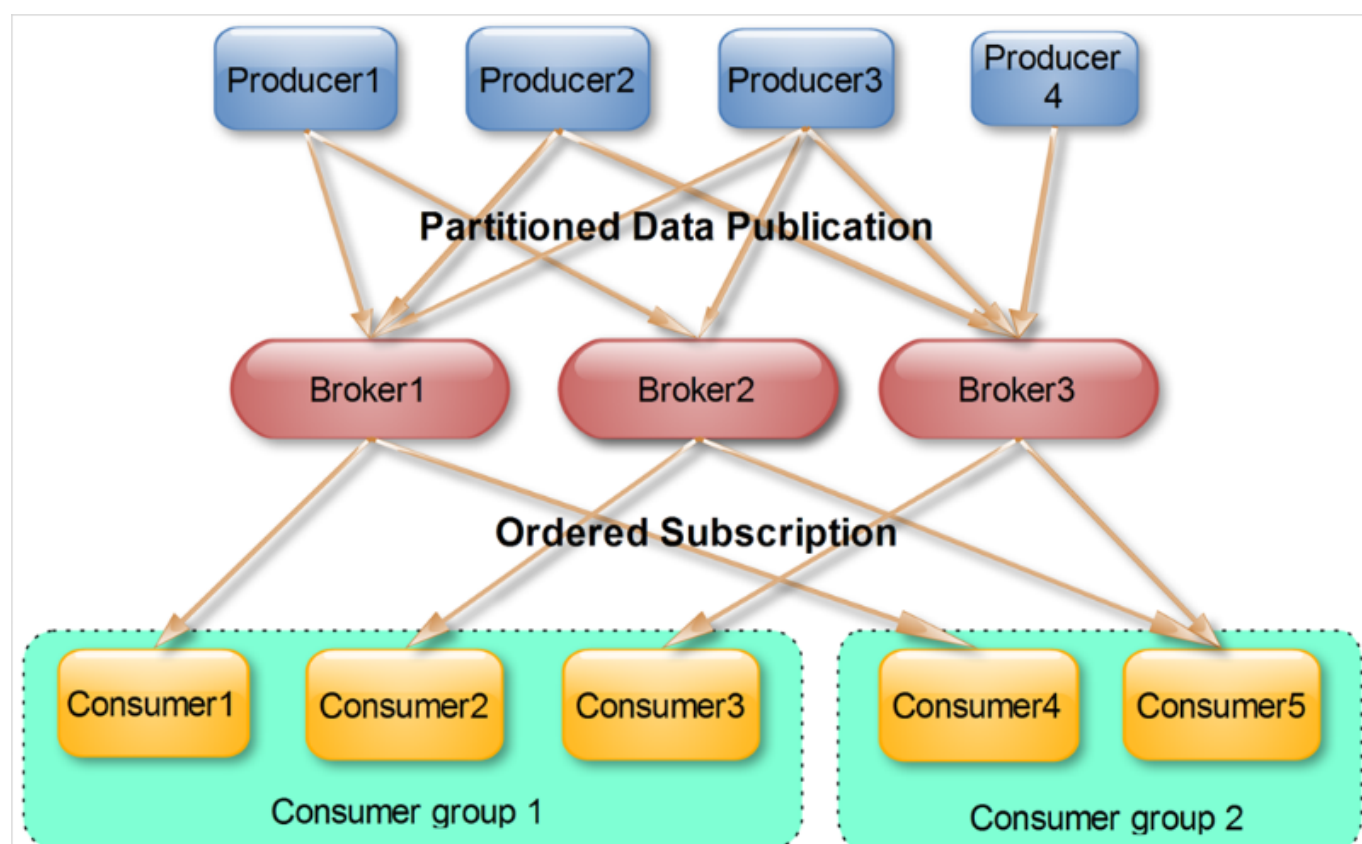 Producer1
Producer2
Producer3
Producer
4
Partitioned Data Publication
Broker1
Broker2
Broker3
Ordered Subscription
Consumer1
Consumer2
Consumer3
Consumer4
Consumer5
Consumer group 1
Consumer group 2